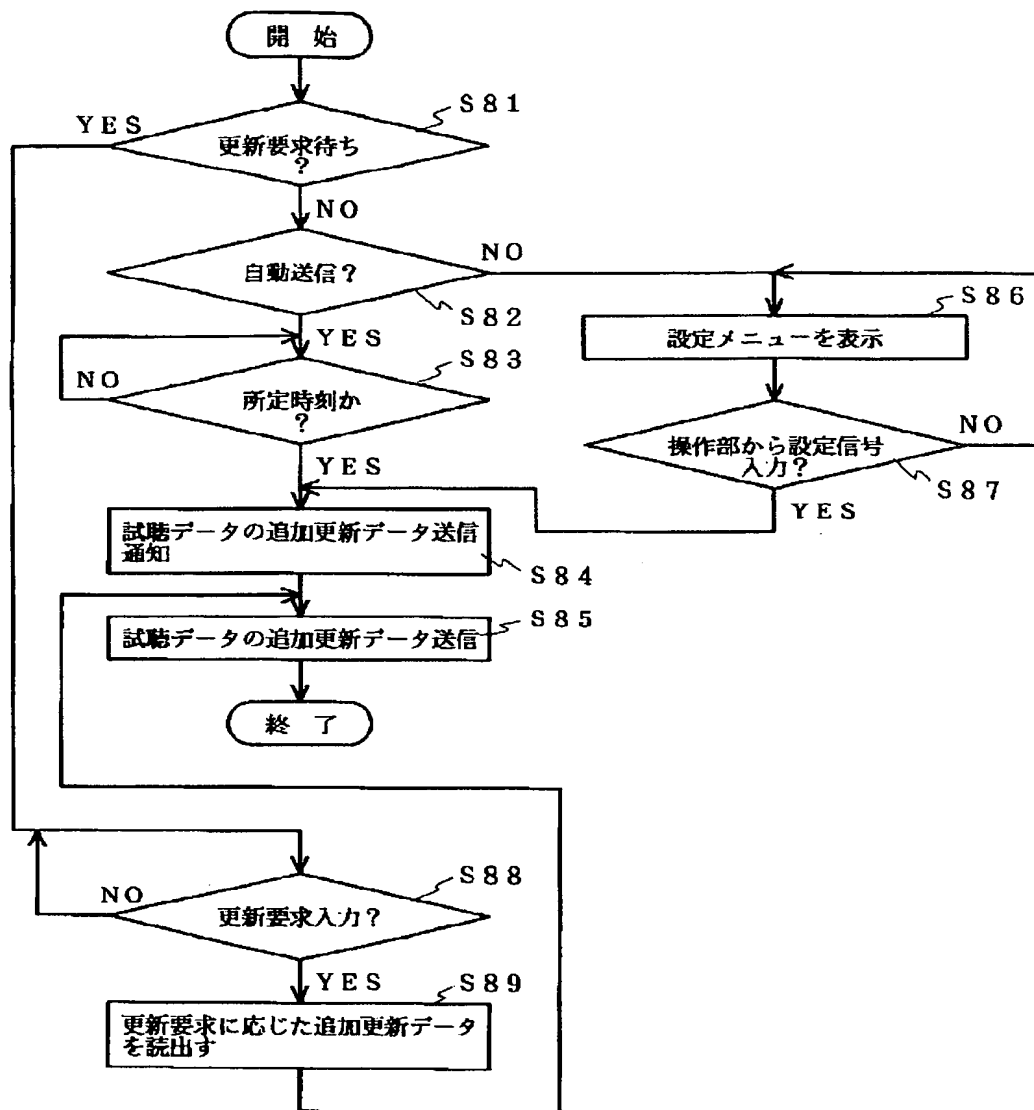 開 始
S81
YES
更新要求待ち
?
NO
自動送信?
NO
S82
YES
S83
NO
所定時刻か
?
YES
S86
設定メニューを表示
操作部から設定信号
入力?
NO
S87
YES
試聴データの追加更新データ送信
通知
S84
試聴データの追加更新データ送信
S85
終 了
S88
NO
更新要求入力?
YES
S89
更新要求に応じた追加更新データ
を読出す